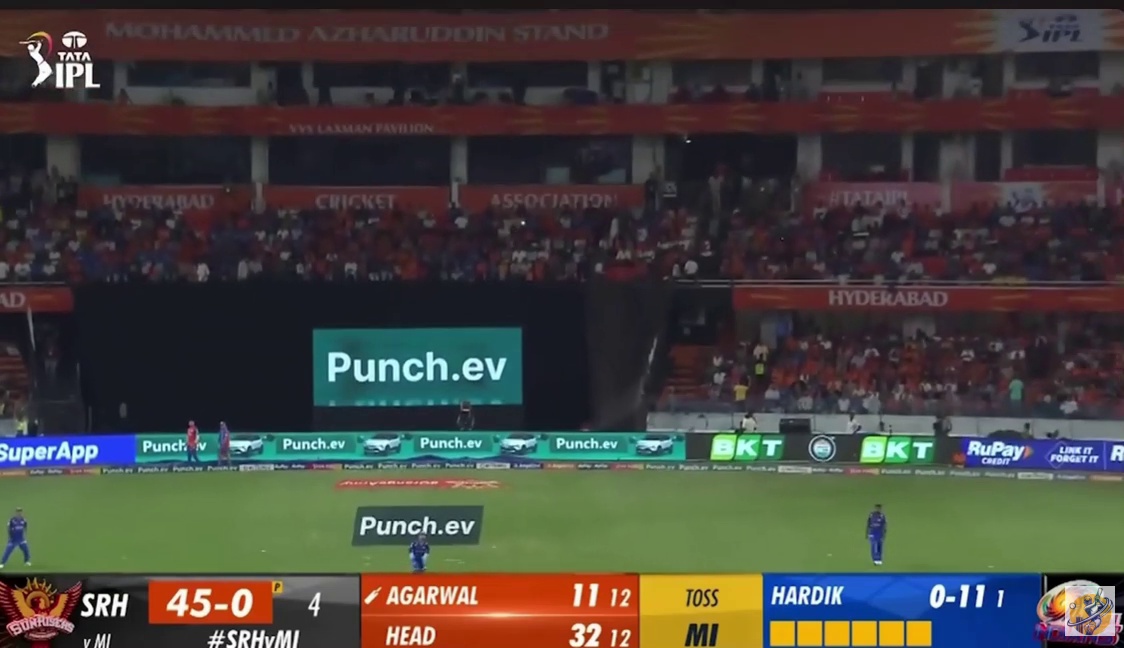 MOHAMMED AZHARUDDIN STAND
IPL
TATA
IPL
VVS LAXMAN PAVILION
HYDERABAD CRICKET ASSOCIATION #TATAIPL
AD HYDERABAD
Punch.ev
SuperApp Punch.ev Punch.ev Punch.ev Punch.ev BKT BKT RuPay CREDIT LINK IT FORGET IT R
Punch.ev
SRH 45-0 P 4 AGARWAL 11 12 TOSS HARDIK 0-11 1
SUNRISERS v MI #SRHvMI HEAD 32 12 MI